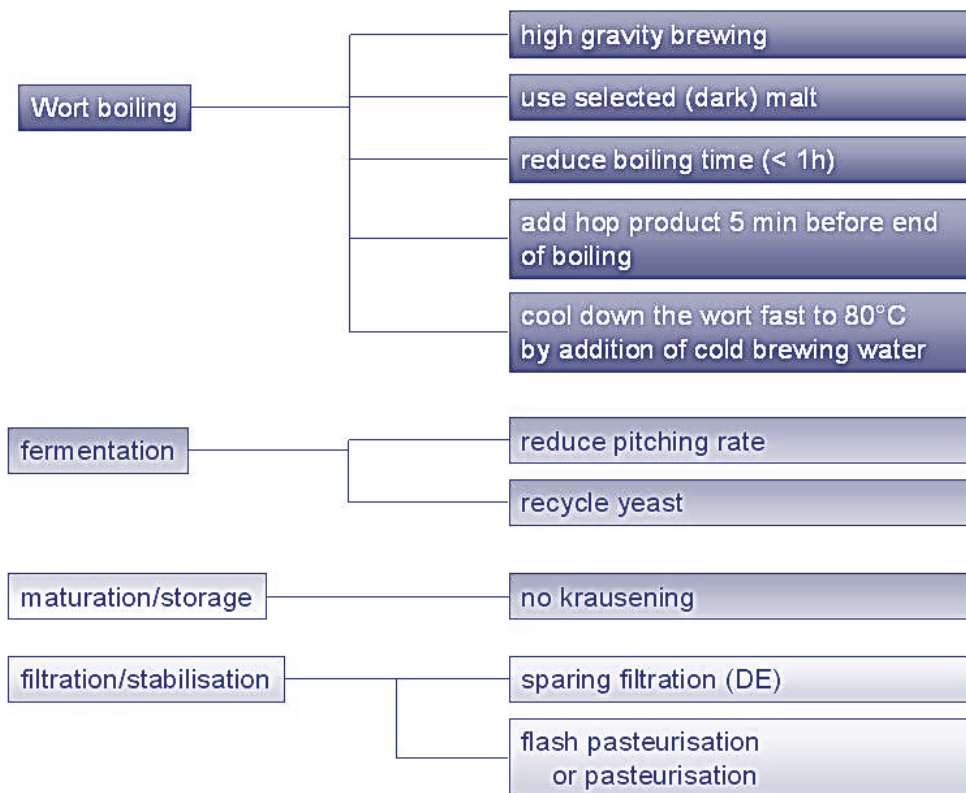 Wort boiling
high gravity brewing
use selected (dark) malt
reduce boiling time (< 1h)
add hop product 5 min before end
of boiling
cool down the wort fast to 80°C
by addition of cold brewing water
fermentation
reduce pitching rate
recycle yeast
maturation/storage
no krausening
filtration/stabilisation
sparing filtration (DE)
flash pasteurisation
or pasteurisation